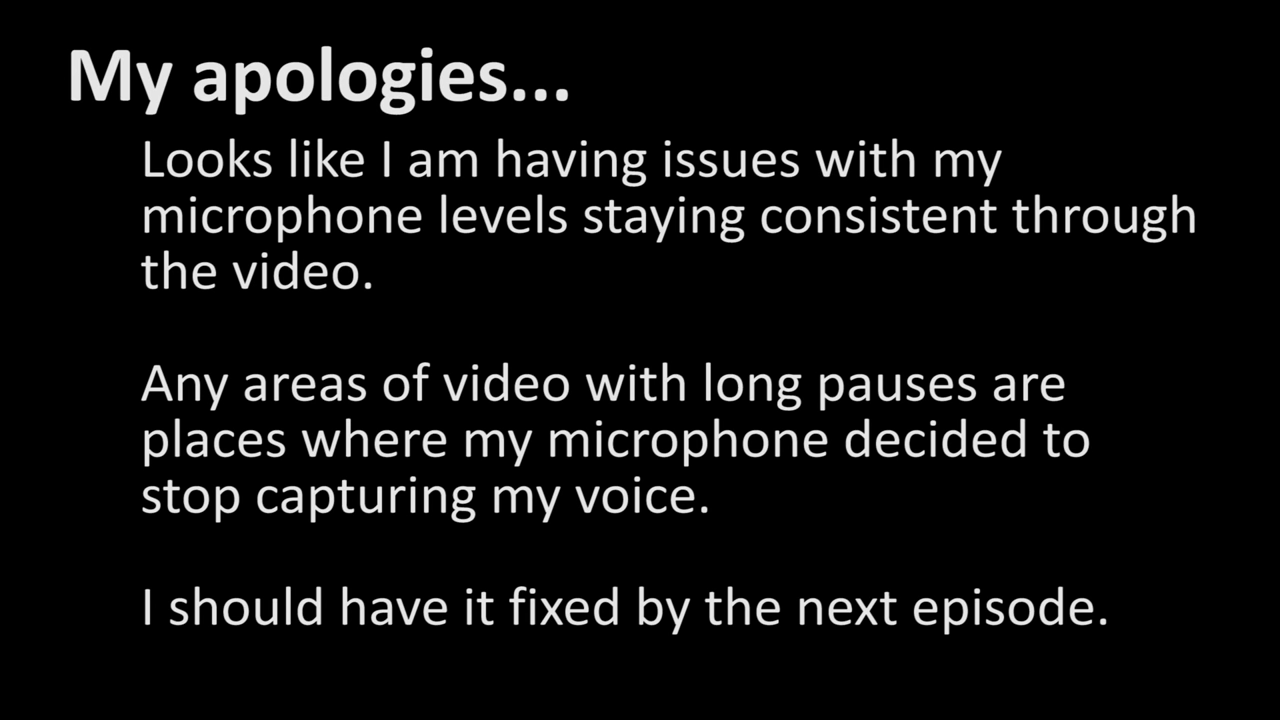 My apologies...
Looks like I am having issues with my
microphone levels staying consistent through
the video.
Any areas of video with long pauses are
places where my microphone decided to
stop capturing my voice.
I should have it fixed by the next episode.